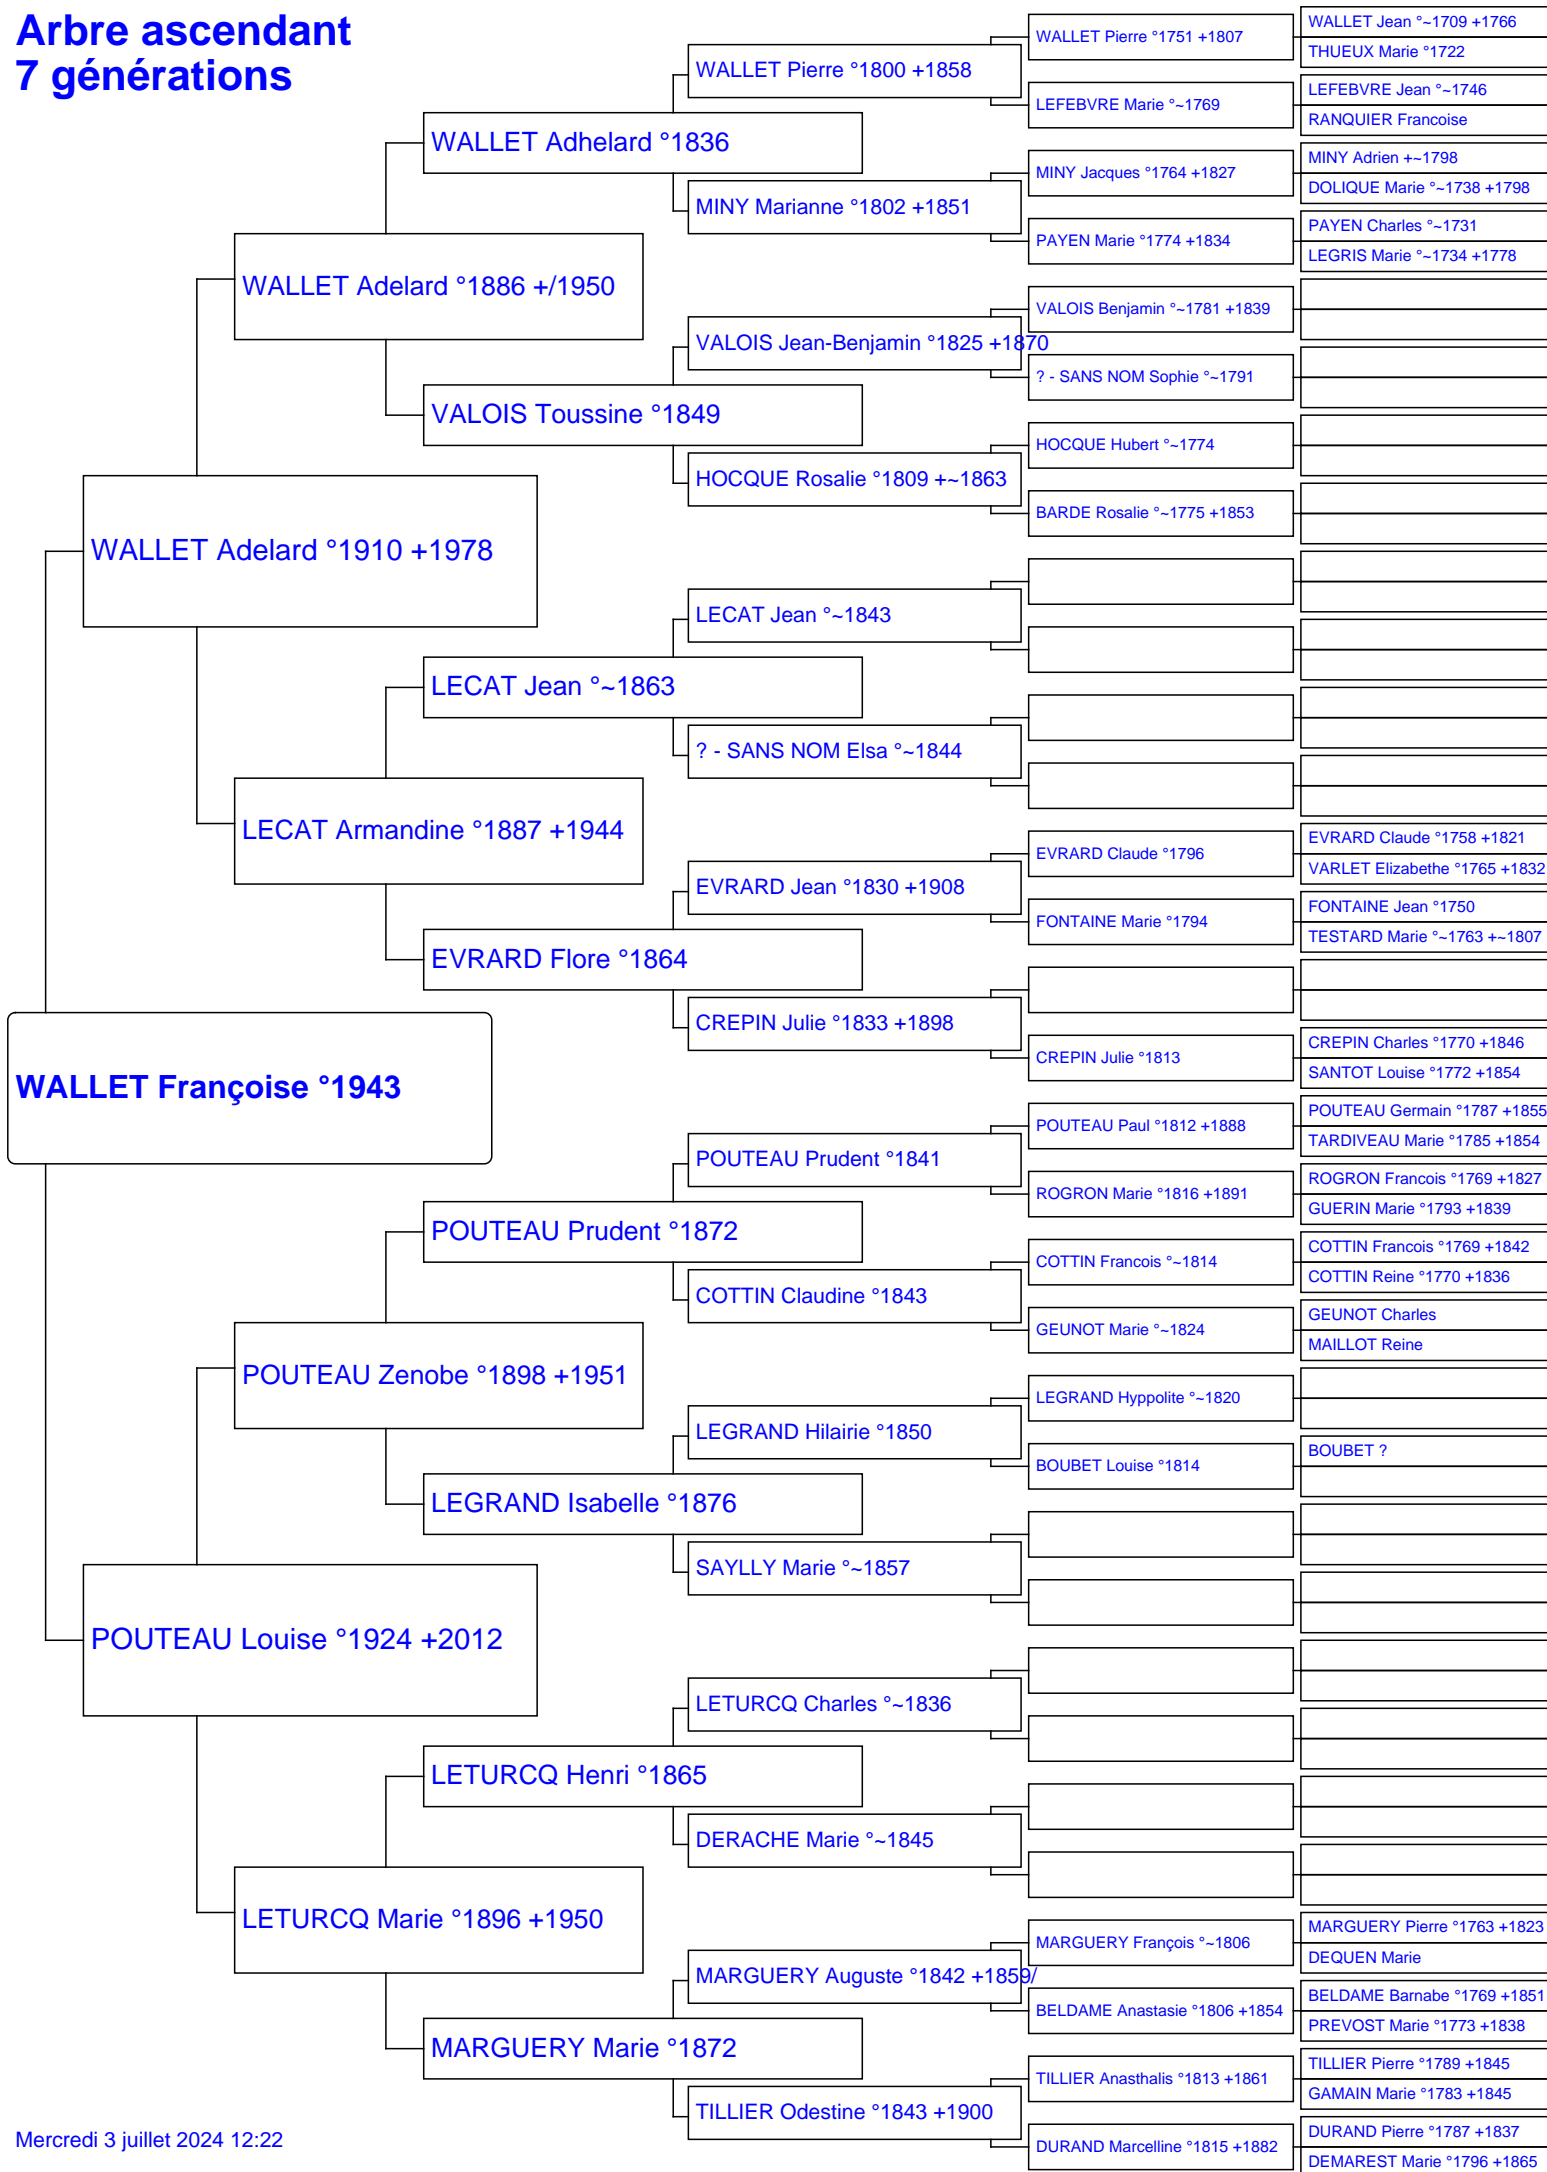 Arbre ascendant
7 générations
WALLET Jean °~1709 +1766
WALLET Pierre °1751 +1807
THUEUX Marie °1722
WALLET Pierre °1800 +1858
LEFEBVRE Jean °~1746
LEFEBVRE Marie °~1769
RANQUIER Francoise
WALLET Adhelard °1836
MINY Adrien +~1798
MINY Jacques °1764 +1827
DOLIQUE Marie °~1738 +1798
MINY Marianne °1802 +1851
PAYEN Charles °~1731
PAYEN Marie °1774 +1834
LEGRIS Marie °~1734 +1778
WALLET Adelard °1886 +/1950
VALOIS Benjamin °~1781 +1839
VALOIS Jean-Benjamin °1825 +1870
? - SANS NOM Sophie °~1791
VALOIS Toussine °1849
HOCQUE Hubert °~1774
HOCQUE Rosalie °1809 +~1863
BARDE Rosalie °~1775 +1853
WALLET Adelard °1910 +1978
LECAT Jean °~1843
LECAT Jean °~1863
? - SANS NOM Elsa °~1844
LECAT Armandine °1887 +1944
EVRARD Claude °1758 +1821
EVRARD Claude °1796
VARLET Elizabethe °1765 +1832
EVRARD Jean °1830 +1908
FONTAINE Jean °1750
FONTAINE Marie °1794
TESTARD Marie °~1763 +~1807
EVRARD Flore °1864
CREPIN Julie °1833 +1898
CREPIN Charles °1770 +1846
CREPIN Julie °1813
SANTOT Louise °1772 +1854
WALLET Françoise °1943
POUTEAU Germain °1787 +1855
POUTEAU Paul °1812 +1888
TARDIVEAU Marie °1785 +1854
POUTEAU Prudent °1841
ROGRON Francois °1769 +1827
ROGRON Marie °1816 +1891
GUERIN Marie °1793 +1839
POUTEAU Prudent °1872
COTTIN Francois °1769 +1842
COTTIN Francois °~1814
COTTIN Reine °1770 +1836
COTTIN Claudine °1843
GEUNOT Charles
GEUNOT Marie °~1824
MAILLOT Reine
POUTEAU Zenobe °1898 +1951
LEGRAND Hyppolite °~1820
LEGRAND Hilairie °1850
BOUBET ?
BOUBET Louise °1814
LEGRAND Isabelle °1876
SAYLLY Marie °~1857
POUTEAU Louise °1924 +2012
LETURCQ Charles °~1836
LETURCQ Henri °1865
DERACHE Marie °~1845
LETURCQ Marie °1896 +1950
MARGUERY Pierre °1763 +1823
MARGUERY François °~1806
DEQUEN Marie
MARGUERY Auguste °1842 +1859/
BELDAME Barnabe °1769 +1851
BELDAME Anastasie °1806 +1854
PREVOST Marie °1773 +1838
MARGUERY Marie °1872
TILLIER Pierre °1789 +1845
TILLIER Anasthalis °1813 +1861
GAMAIN Marie °1783 +1845
TILLIER Odestine °1843 +1900
DURAND Pierre °1787 +1837
DURAND Marcelline °1815 +1882
DEMAREST Marie °1796 +1865
Mercredi 3 juillet 2024 12:22